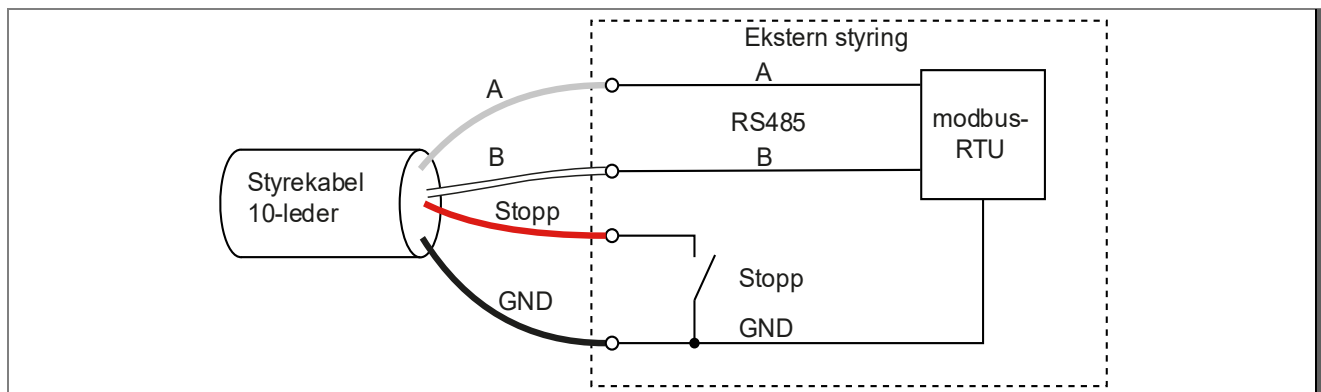 Ekstern styring
A
A
RS485
modbus-
RTU
B
B
Styrekabel
10-leder
Stopp
Stopp
GND
GND